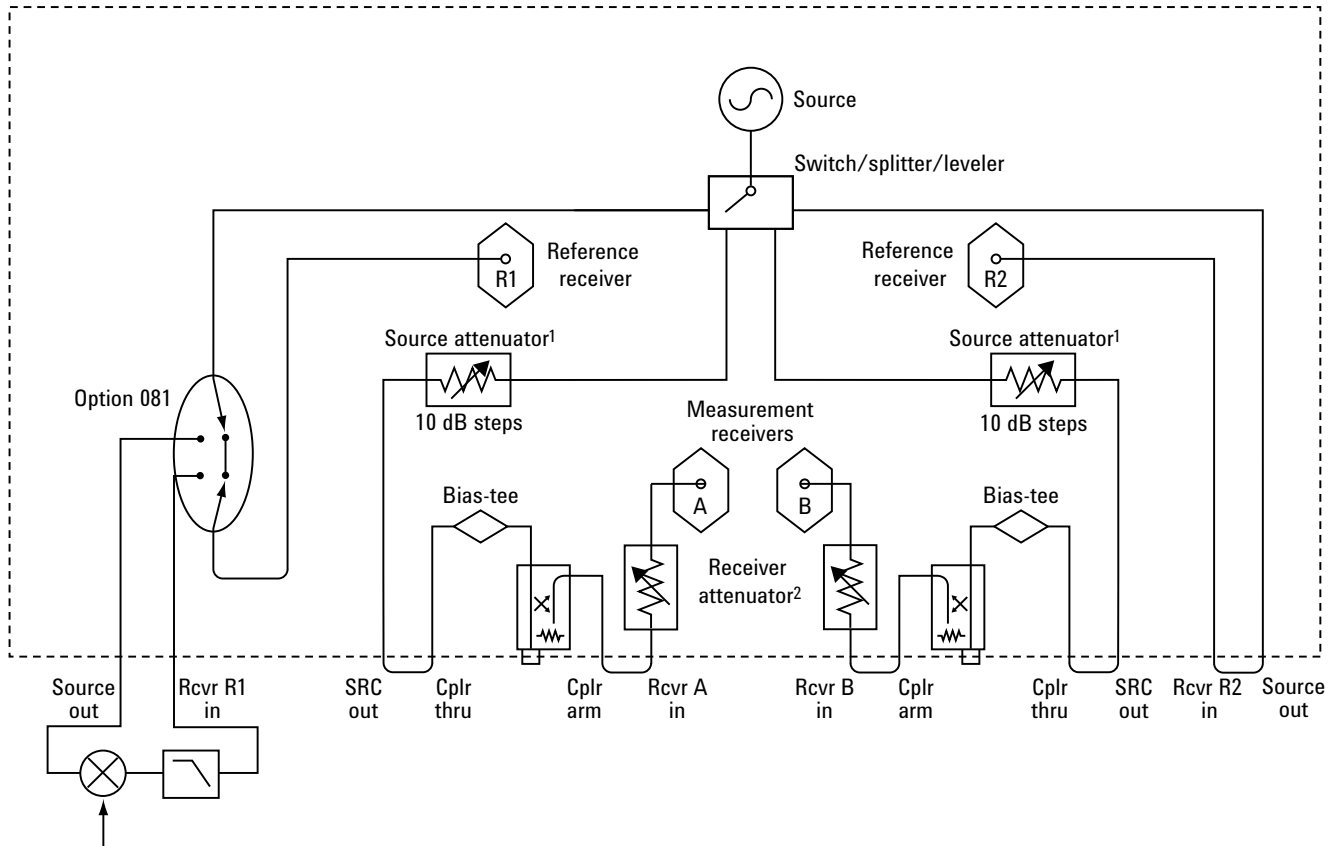 Source
Switch/splitter/leveler
Reference
receiver
R1
Reference
receiver
R2
Source attenuator1
10 dB steps
Source attenuator1
10 dB steps
Option 081
Measurement
receivers
A
B
Bias-tee
Bias-tee
Receiver
attenuator2
Source
out
Rcvr R1
in
SRC
out
Cplr
thru
Cplr
arm
Rcvr A
in
Rcvr B
in
Cplr
arm
Cplr
thru
SRC
out
Rcvr R2
in
Source
out